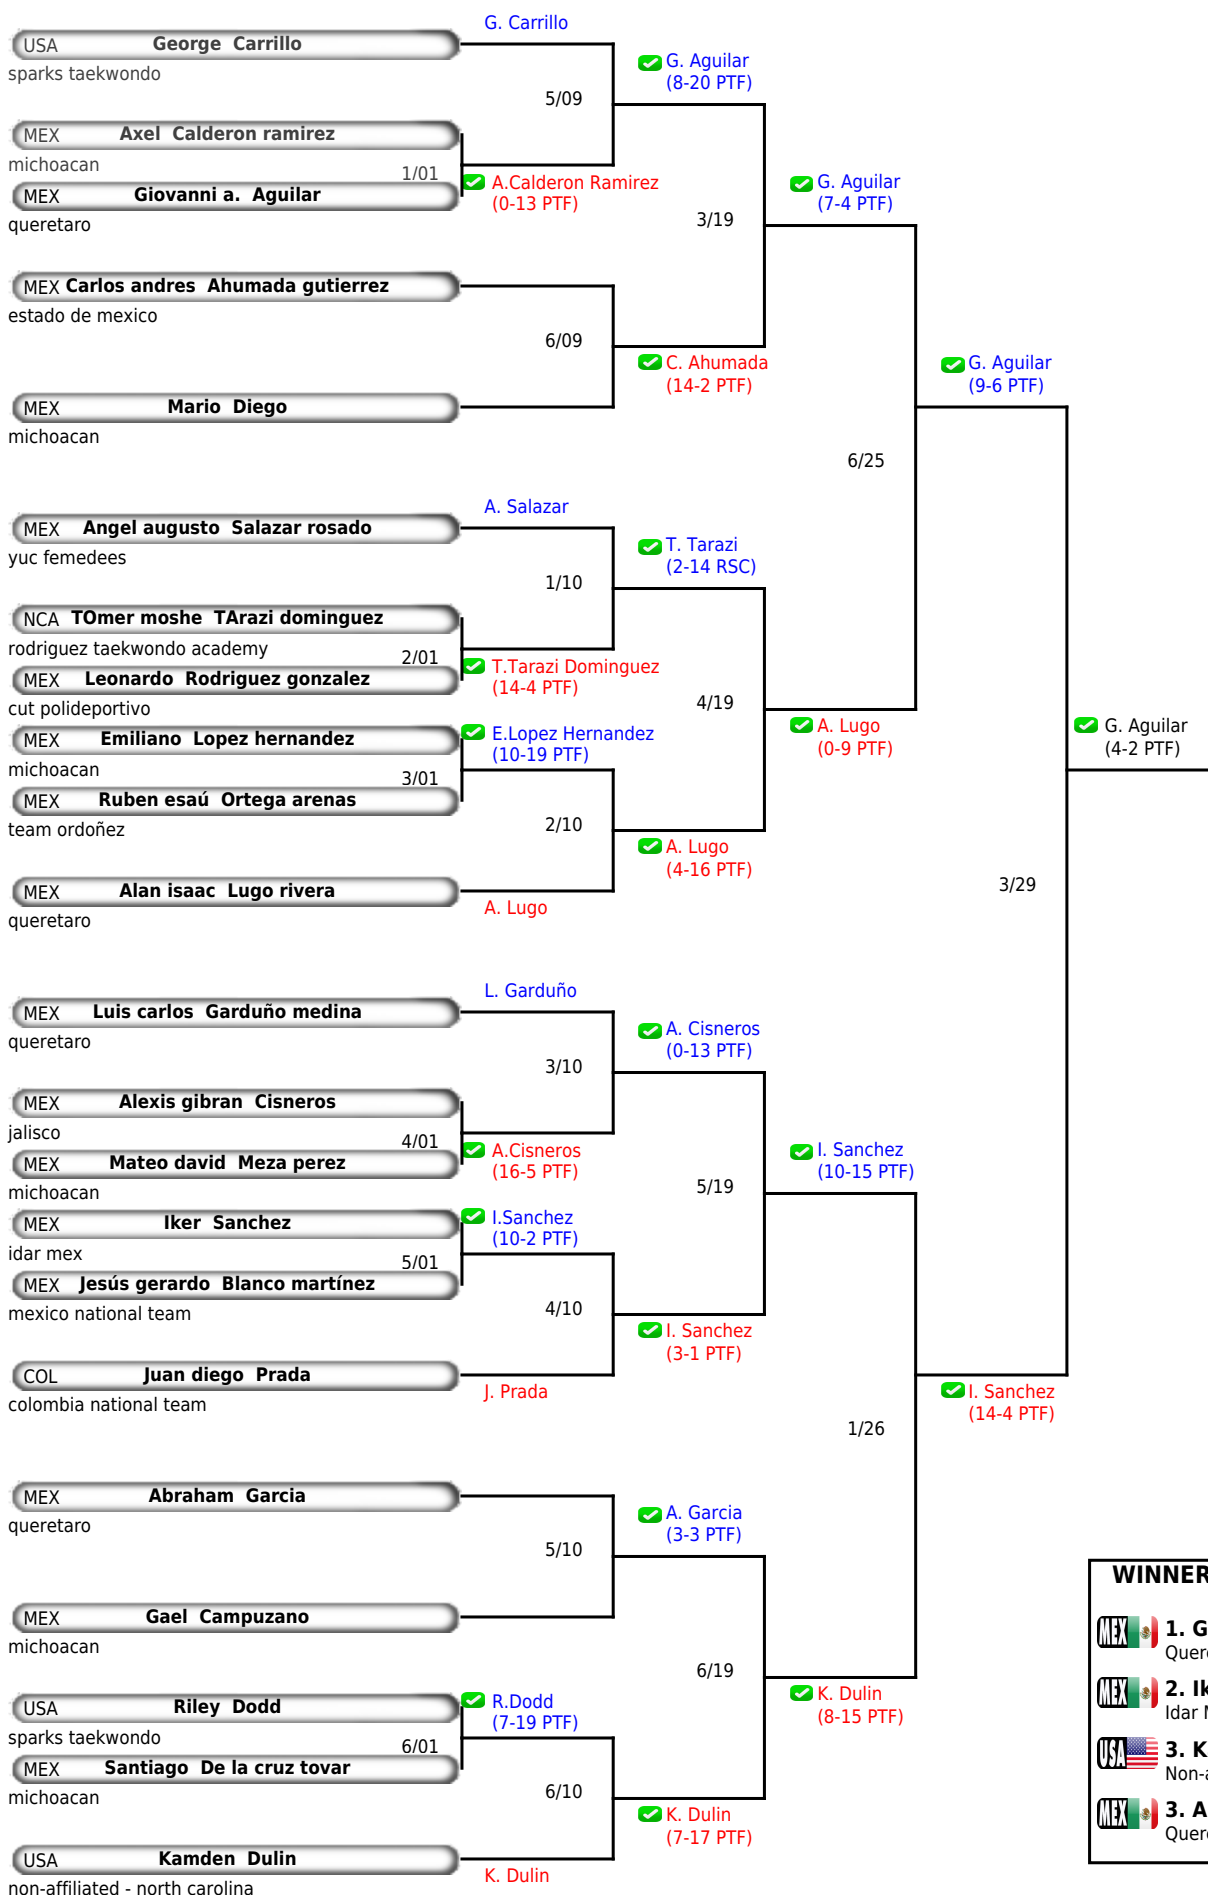 G. Carrillo
USA George Carrillo
sparks taekwondo
G. Aguilar
(8-20 PTF)
5/09
MEX Axel Calderon ramirez
michoacan
1/01
A.Calderon Ramirez
(0-13 PTF)
MEX Giovanni a. Aguilar
queretaro
G. Aguilar
(7-4 PTF)
3/19
MEX Carlos andres Ahumada gutierrez
estado de mexico
6/09
C. Ahumada
(14-2 PTF)
G. Aguilar
(9-6 PTF)
MEX Mario Diego
michoacan
6/25
A. Salazar
MEX Angel augusto Salazar rosado
yuc femedees
T. Tarazi
(2-14 RSC)
1/10
NCA TOmer moshe TArazi dominguez
rodriguez taekwondo academy
2/01
T.Tarazi Dominguez
(14-4 PTF)
MEX Leonardo Rodriguez gonzalez
cut polideportivo
4/19
E.Lopez Hernandez
(10-19 PTF)
A. Lugo
(0-9 PTF)
G. Aguilar
(4-2 PTF)
MEX Emiliano Lopez hernandez
michoacan
3/01
MEX Ruben esaú Ortega arenas
team ordoñez
2/10
A. Lugo
(4-16 PTF)
MEX Alan isaac Lugo rivera
queretaro
A. Lugo
3/29
L. Garduño
MEX Luis carlos Garduño medina
queretaro
A. Cisneros
(0-13 PTF)
3/10
MEX Alexis gibran Cisneros
jalisco
4/01
A.Cisneros
(16-5 PTF)
I. Sanchez
(10-15 PTF)
MEX Mateo david Meza perez
michoacan
5/19
I.Sanchez
(10-2 PTF)
MEX Iker Sanchez
idar mex
5/01
MEX Jesús gerardo Blanco martínez
mexico national team
4/10
I. Sanchez
(3-1 PTF)
COL Juan diego Prada
colombia national team
J. Prada
I. Sanchez
(14-4 PTF)
1/26
MEX Abraham Garcia
queretaro
A. Garcia
(3-3 PTF)
5/10
MEX Gael Campuzano
michoacan
6/19
K. Dulin
(8-15 PTF)
R.Dodd
(7-19 PTF)
USA Riley Dodd
sparks taekwondo
6/01
MEX Santiago De la cruz tovar
michoacan
6/10
K. Dulin
(7-17 PTF)
USA Kamden Dulin
non-affiliated - north carolina
K. Dulin
WINNER
MEX 1. G
Quer
MEX 2. Ik
Idar
USA 3. K
Non-a
MEX 3. A
Quer